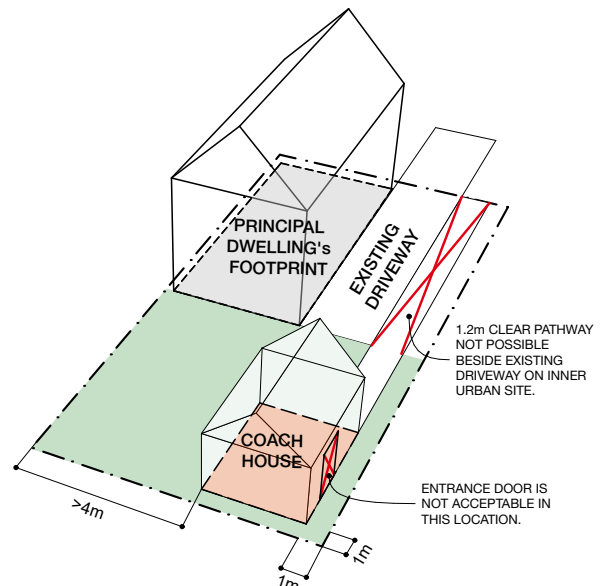 PRINCIPAL
DWELLING's
FOOTPRINT
EXISTING
DRIVEWAY
1.2m CLEAR PATHWAY
NOT POSSIBLE
BESIDE EXISTING
DRIVEWAY ON INNER
URBAN SITE.
COACH
HOUSE
ENTRANCE DOOR IS
NOT ACCEPTABLE IN
THIS LOCATION.
>4m
1m
1m